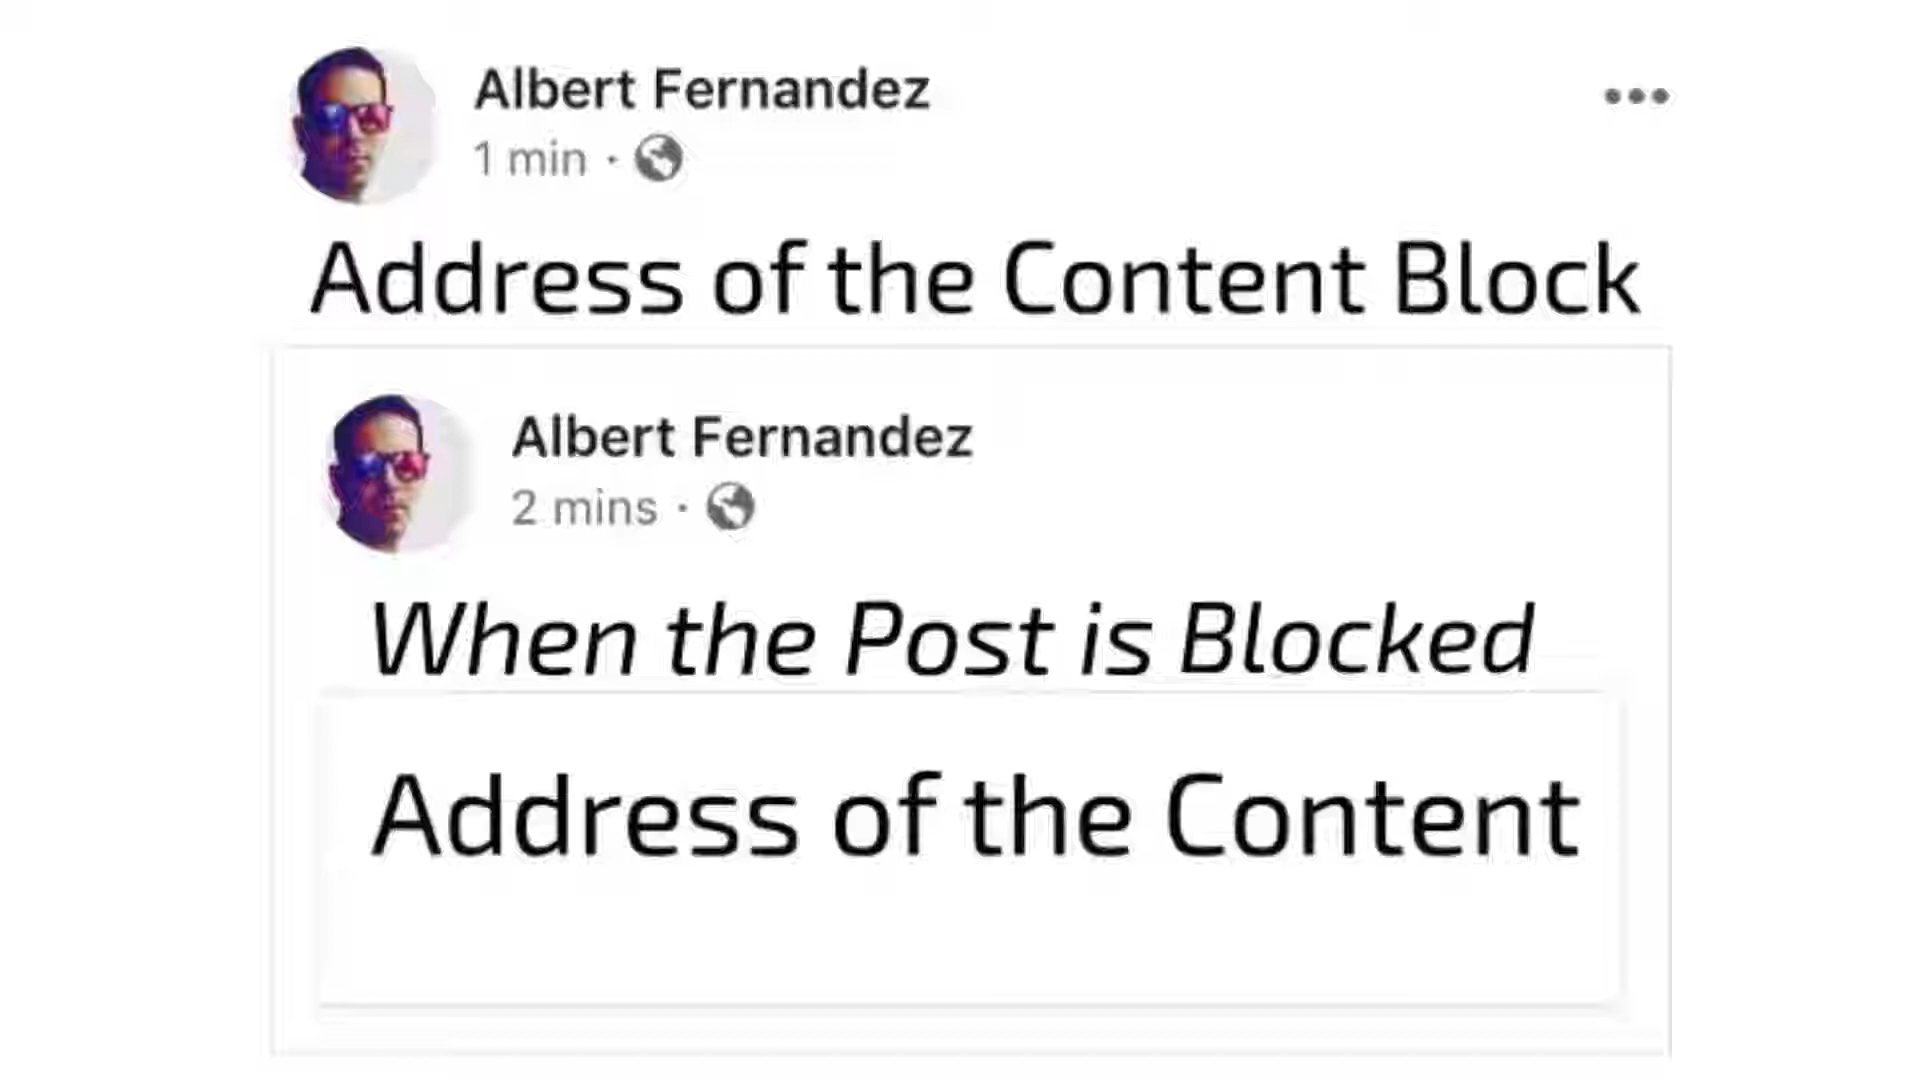 Albert Fernandez
1 min ·
Address of the Content Block
Albert Fernandez
2 mins ·
When the Post is Blocked
Address of the Content